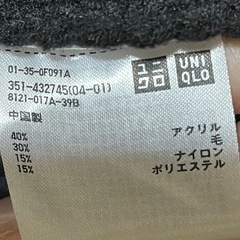 01-35-0F09TA
351-432745(04-01)
8121-017A-39B
中国製
ユニクロ
UNIQLO
40% アクリル
30% 毛
15% ナイロン
15% ポリエステル